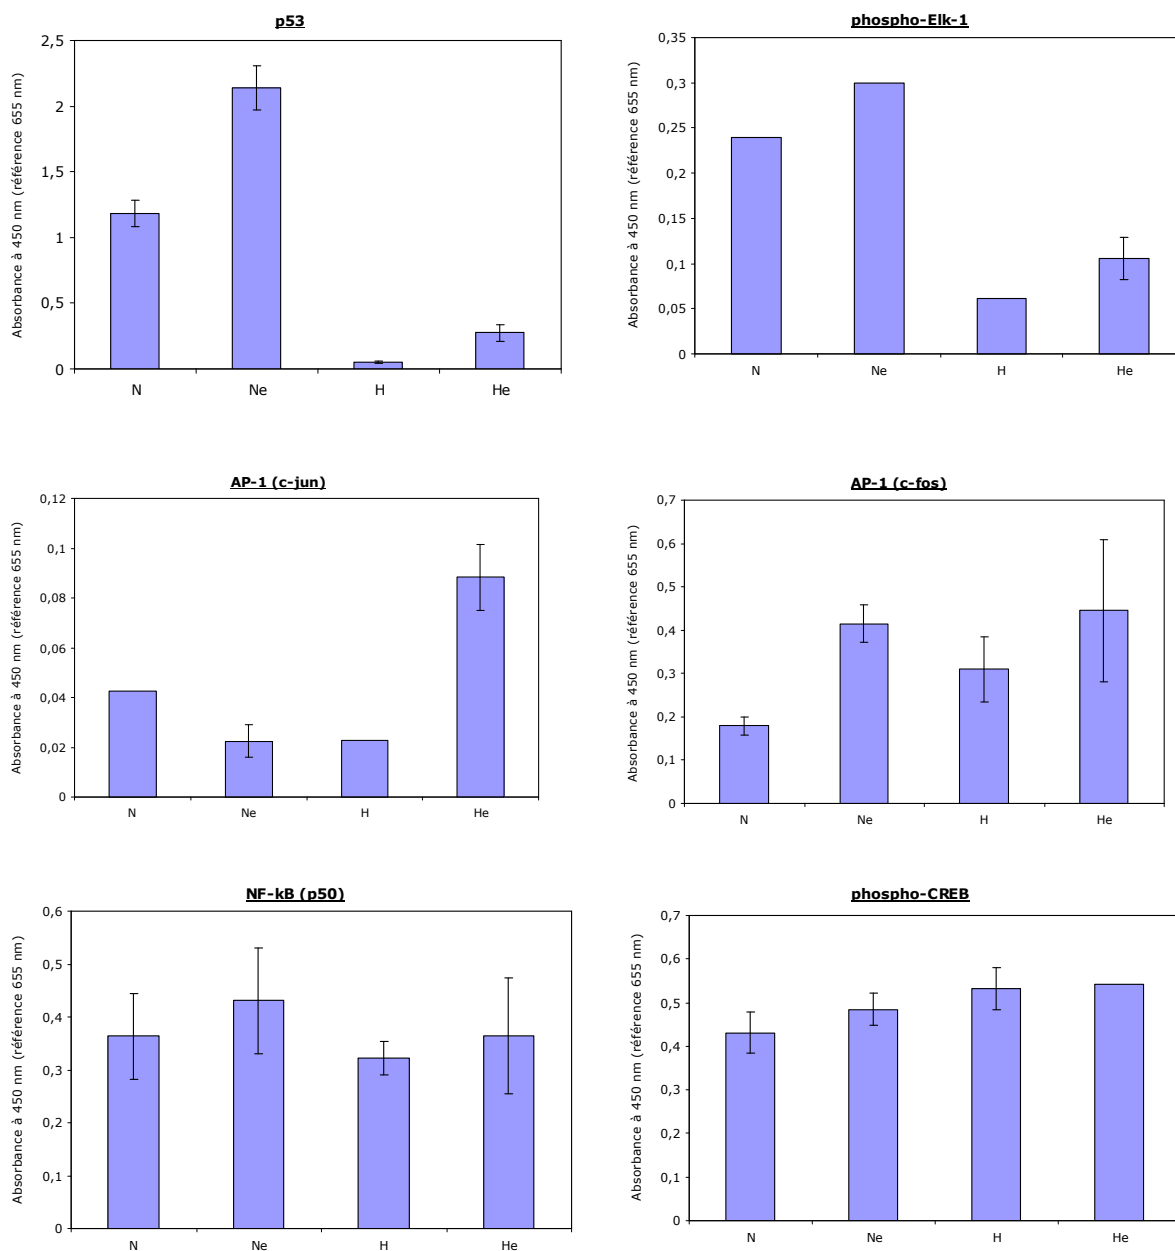 p53
Absorbance à 450 nm (référence 655 nm)
2,5
2
1,5
1
0,5
0
N Ne H He
phospho-Elk-1
Absorbance à 450 nm (référence 655 nm)
0,35
0,3
0,25
0,2
0,15
0,1
0,05
0
N Ne H He
AP-1 (c-jun)
Absorbance à 450 nm (référence 655 nm)
0,12
0,1
0,08
0,06
0,04
0,02
0
N Ne H He
AP-1 (c-fos)
Absorbance à 450 nm (référence 655 nm)
0,7
0,6
0,5
0,4
0,3
0,2
0,1
0
N Ne H He
NF-kB (p50)
Absorbance à 450 nm (référence 655 nm)
0,6
0,5
0,4
0,3
0,2
0,1
0
N Ne H He
phospho-CREB
Absorbance à 450 nm (référence 655 nm)
0,7
0,6
0,5
0,4
0,3
0,2
0,1
0
N Ne H He